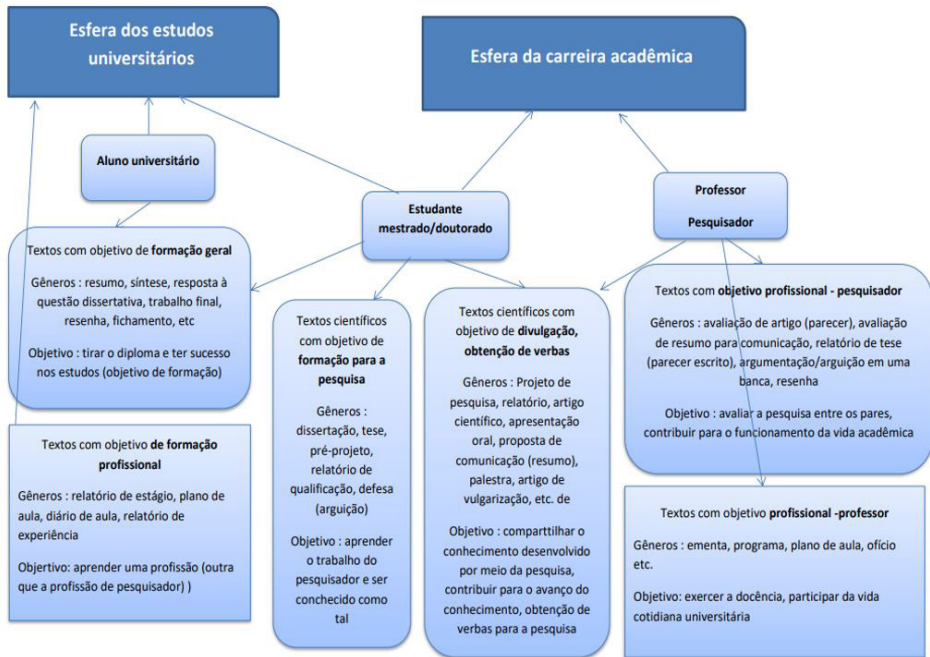 Esfera dos estudos
universitários
Esfera da carreira acadêmica
Aluno universitário
Estudante
mestrado/doutorado
Professor
Pesquisador
Textos com objetivo de formação geral
Gêneros : resumo, síntese, resposta à
questão dissertativa, trabalho final,
resenha, fichamento, etc
Objetivo : tirar o diploma e ter sucesso
nos estudos (objetivo de formação)
Textos com objetivo de formação
profissional
Gêneros : relatório de estágio, plano de
aula, diário de aula, relatório de
experiência
Objertivo: aprender uma profissão (outra
que a profissão de pesquisador) )
Textos científicos
com objetivo de
formação para a
pesquisa
Gêneros :
dissertação, tese,
pré-projeto,
relatório de
qualificação, defesa
(arguição)
Objetivo : aprender
o trabalho do
pesquisador e ser
conchecido como
tal
Textos científicos com
objetivo de divulgação,
obtenção de verbas
Gêneros : Projeto de
pesquisa, relatório, artigo
científico, apresentação
oral, proposta de
comunicação (resumo),
palestra, artigo de
vulgarização, etc. de
Objetivo : comparttilhar o
conhecimento desenvolvido
por meio da pesquisa,
contribuir para o avanço do
conhecimento, obtenção de
verbas para a pesquisa
Textos com objetivo profissional - pesquisador
Gêneros : avaliação de artigo (parecer), avaliação
de resumo para comunicação, relatório de tese
(parecer escrito), argumentação/arguição em uma
banca, resenha
Objetivo : avaliar a pesquisa entre os pares,
contribuir para o funcionamento da vida acadêmica
Textos com objetivo profissional -professor
Gêneros : ementa, programa, plano de aula, ofício
etc.
Objetivo: exercer a docência, participar da vida
cotidiana universitária